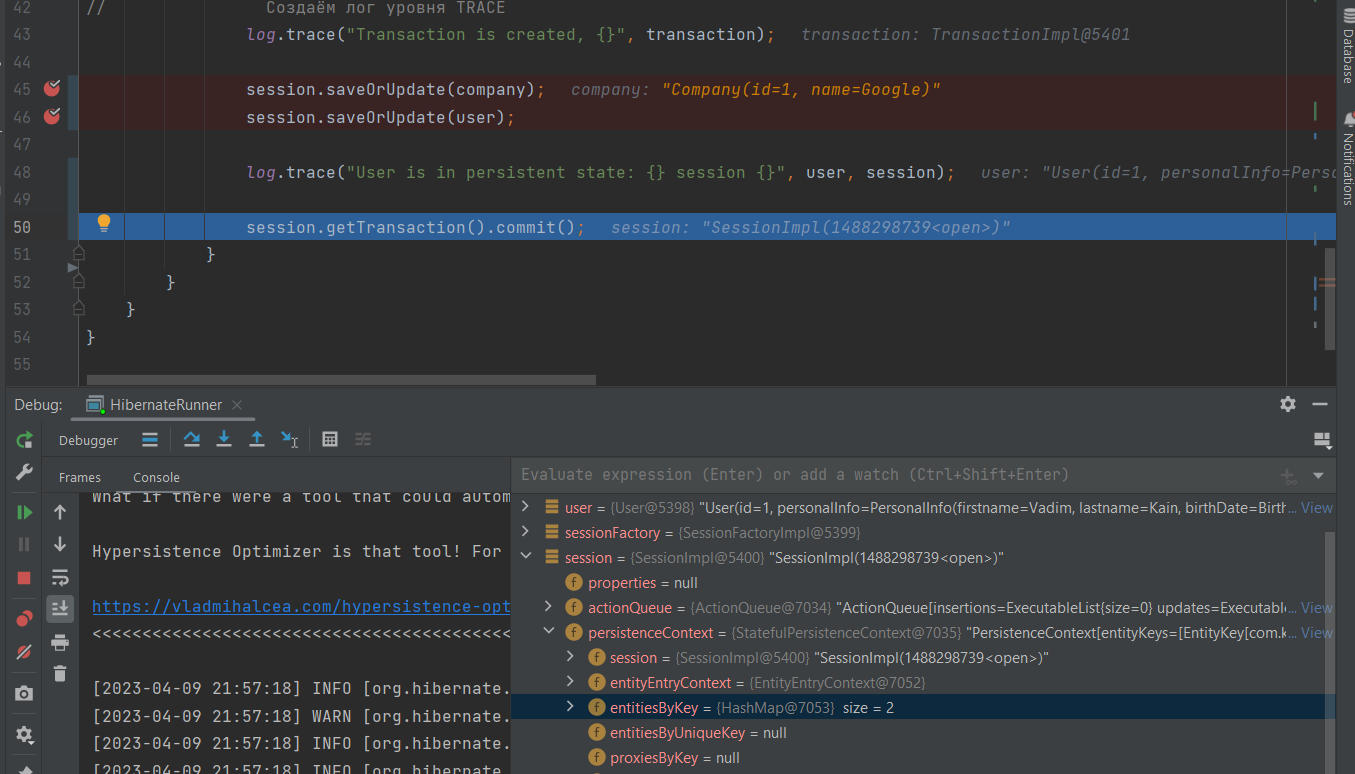 42 // Создаём лог уровня TRACE
43 log.trace("Transaction is created, {}", transaction); transaction: TransactionImpl@5401
44
45 session.saveOrUpdate(company); company: "Company(id=1, name=Google)"
46 session.saveOrUpdate(user);
47
48 log.trace("User is in persistent state: {} session {}", user, session); user: "User(id=1, personalInfo=Perso
49
50 session.getTransaction().commit(); session: "SessionImpl(1488298739<open>)"
51 }
52 }
53 }
54 }
55
Database
Notifications
Debug: HibernateRunner
Debugger
Frames Console
What if there were a tool that could autom
Hypersistence Optimizer is that tool! For
https://vladmihalcea.com/hypersistence-opt
<<<<<<<<<<<<<<<<<<<<<<<<<<<<<<<<<<<<<<<<<<
[2023-04-09 21:57:18] INFO [org.hibernate.
[2023-04-09 21:57:18] WARN [org.hibernate.
[2023-04-09 21:57:18] INFO [org.hibernate.
[2023-04-09 21:57:18] INFO [org.hibernate.
Evaluate expression (Enter) or add a watch (Ctrl+Shift+Enter)
user = {User@5398} "User(id=1, personalInfo=PersonalInfo(firstname=Vadim, lastname=Kain, birthDate=Birth... View
sessionFactory = {SessionFactoryImpl@5399}
session = {SessionImpl@5400} "SessionImpl(1488298739<open>)"
properties = null
actionQueue = {ActionQueue@7034} "ActionQueue[insertions=ExecutableList{size=0} updates=Executabl... View
persistenceContext = {StatefulPersistenceContext@7035} "PersistenceContext[entityKeys=[EntityKey[com.k... View
session = {SessionImpl@5400} "SessionImpl(1488298739<open>)"
entityEntryContext = {EntityEntryContext@7052}
entitiesByKey = {HashMap@7053} size = 2
entitiesByUniqueKey = null
proxiesByKey = null